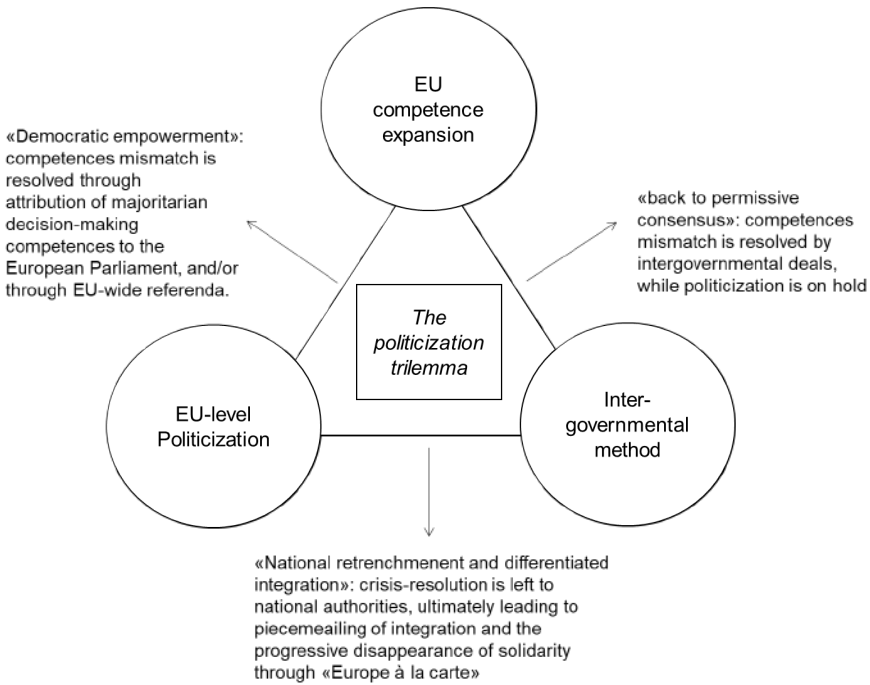 EU
competence
expansion
«Democratic empowerment»:
competences mismatch is
resolved through
attribution of majoritarian
decision-making
competences to the
European Parliament, and/or
through EU-wide referenda.
«back to permissive
consensus»: competences
mismatch is resolved by
intergovernmental deals,
while politicization is on hold
The
politicization
trilemma
EU-level
Politicization
Inter-
governmental
method
«National retrenchmenent and differentiated
integration»: crisis-resolution is left to
national authorities, ultimately leading to
piecemeailing of integration and the
progressive disappearance of solidarity
through «Europe à la carte»